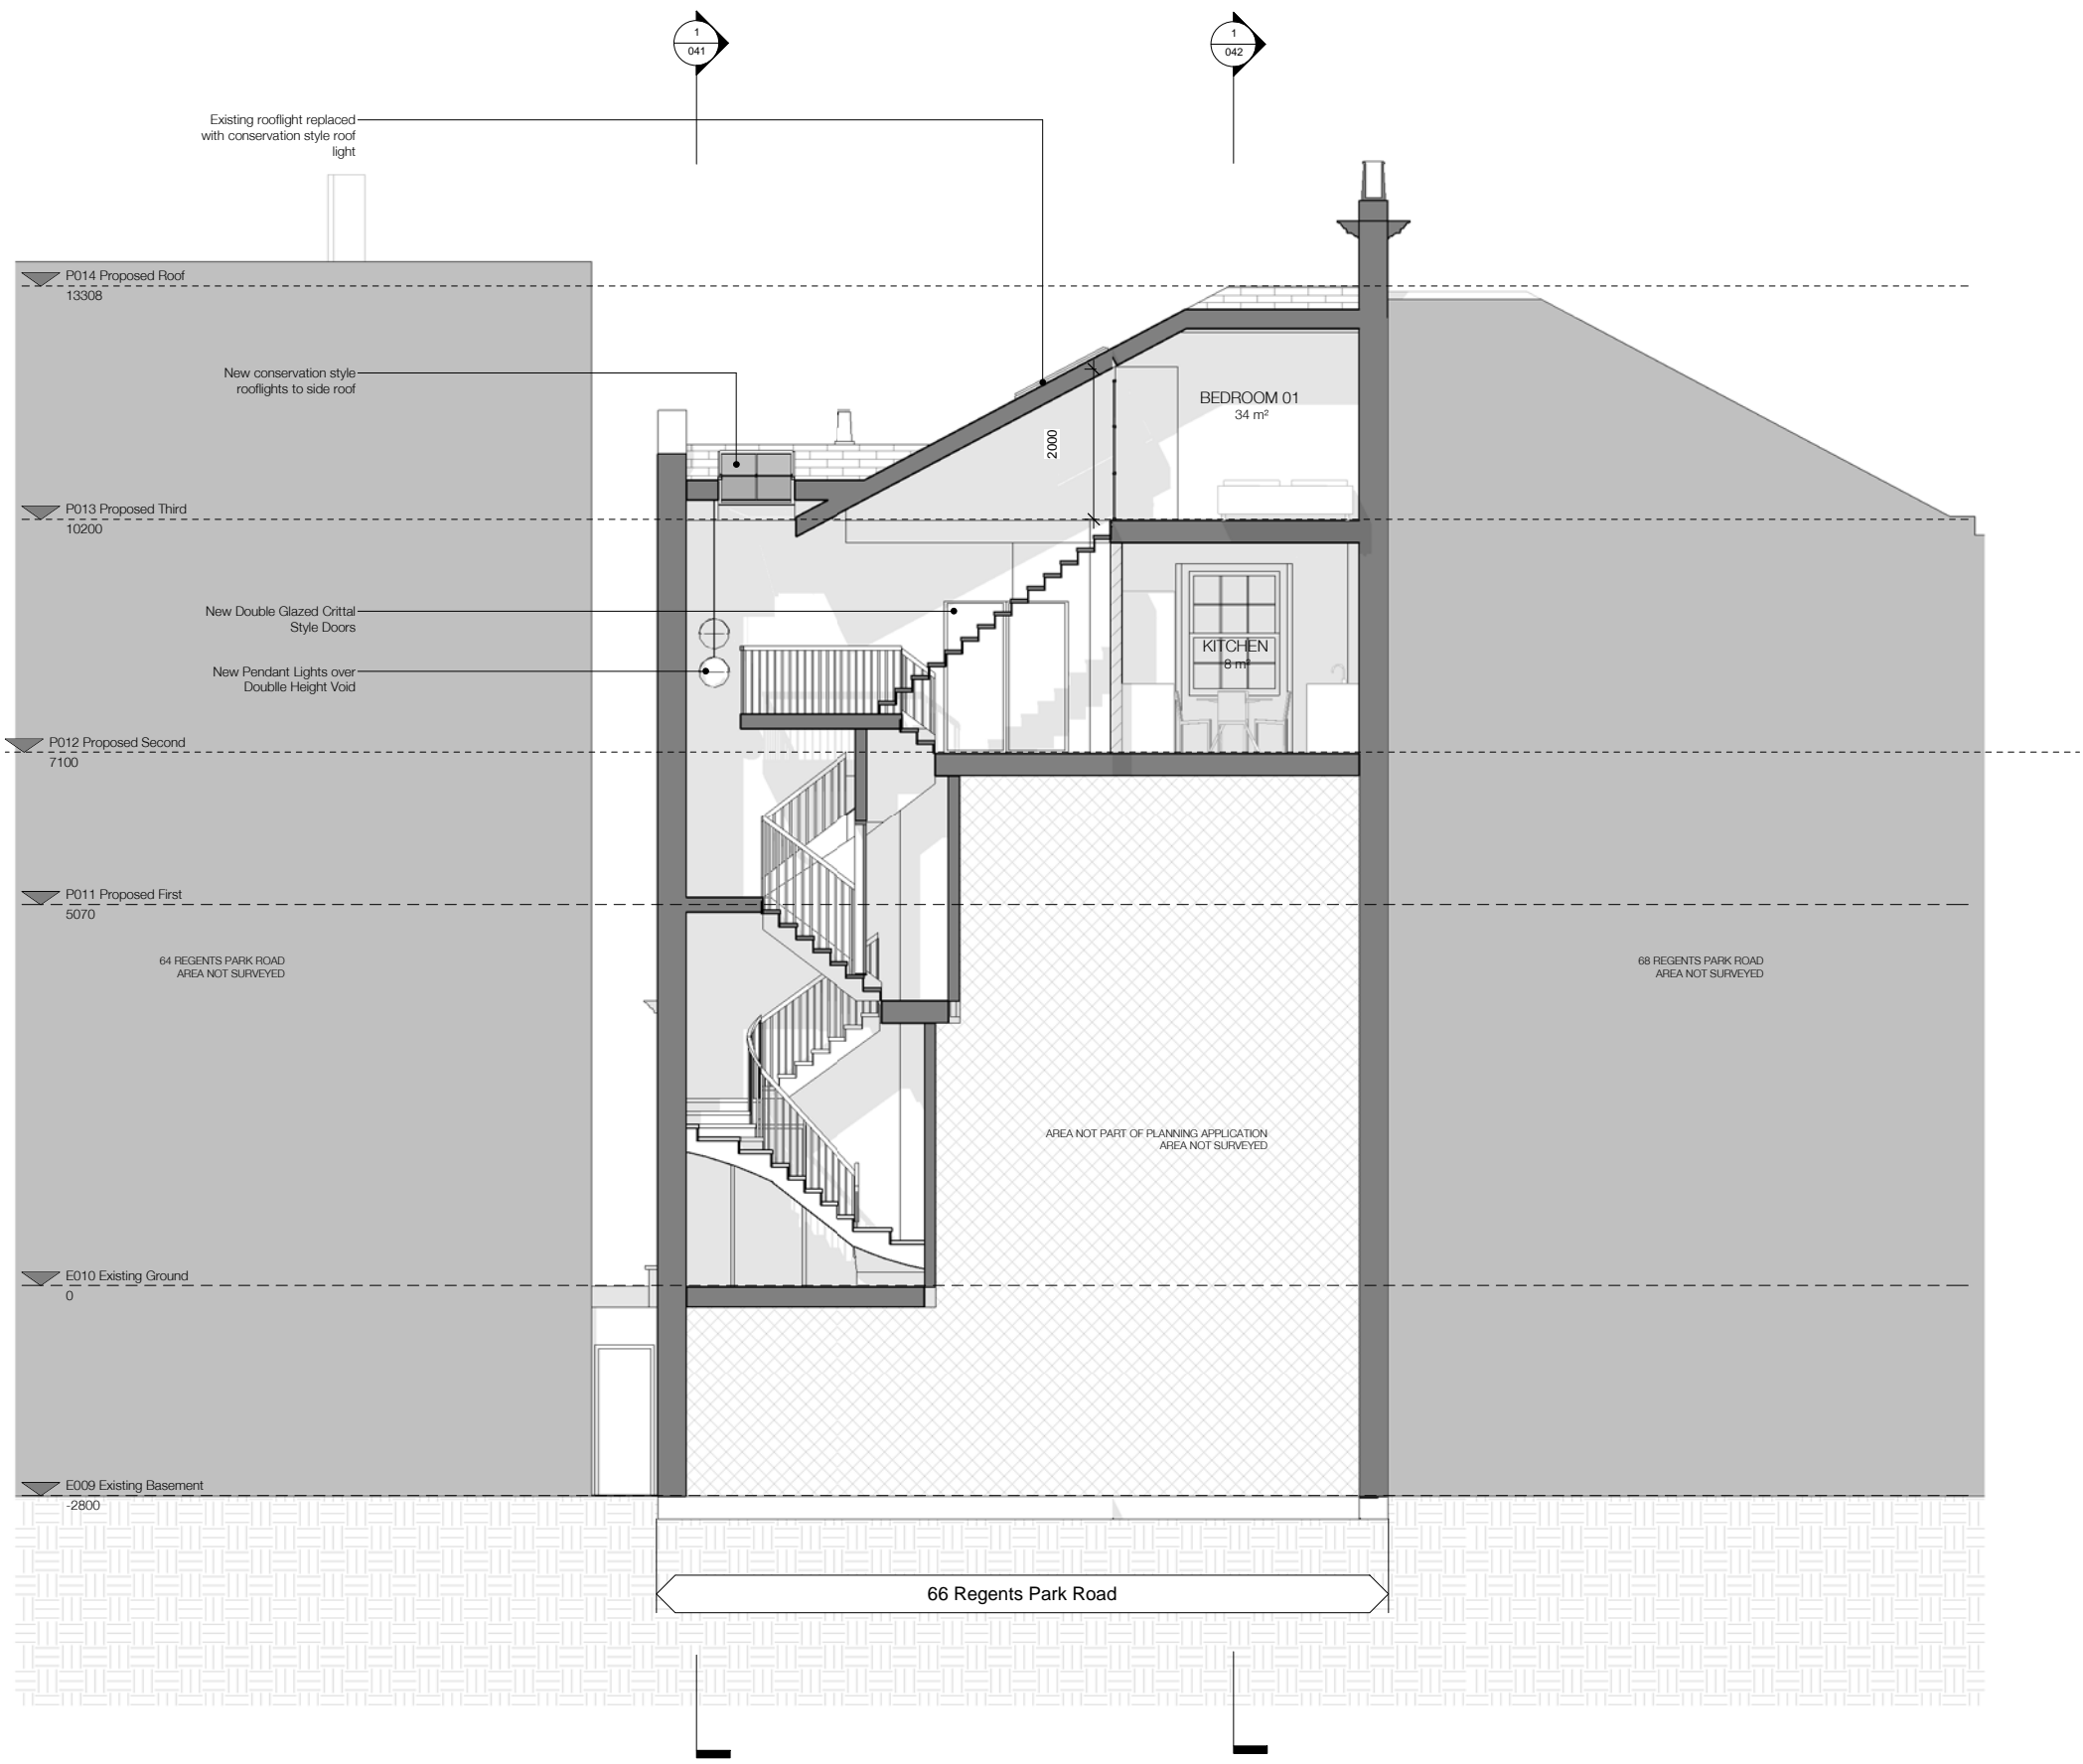 1
041
1
042
Existing rooflight replaced
with conservation style roof
light
P014 Proposed Roof
13308
New conservation style
rooflights to side roof
BEDROOM 01
34 m²
2000
P013 Proposed Third
10200
New Double Glazed Crittal
Style Doors
KITCHEN
8 m²
New Pendant Lights over
Doublle Height Void
P012 Proposed Second
7100
P011 Proposed First
5070
64 REGENTS PARK ROAD
AREA NOT SURVEYED
68 REGENTS PARK ROAD
AREA NOT SURVEYED
AREA NOT PART OF PLANNING APPLICATION
AREA NOT SURVEYED
E010 Existing Ground
0
E009 Existing Basement
-2800
66 Regents Park Road